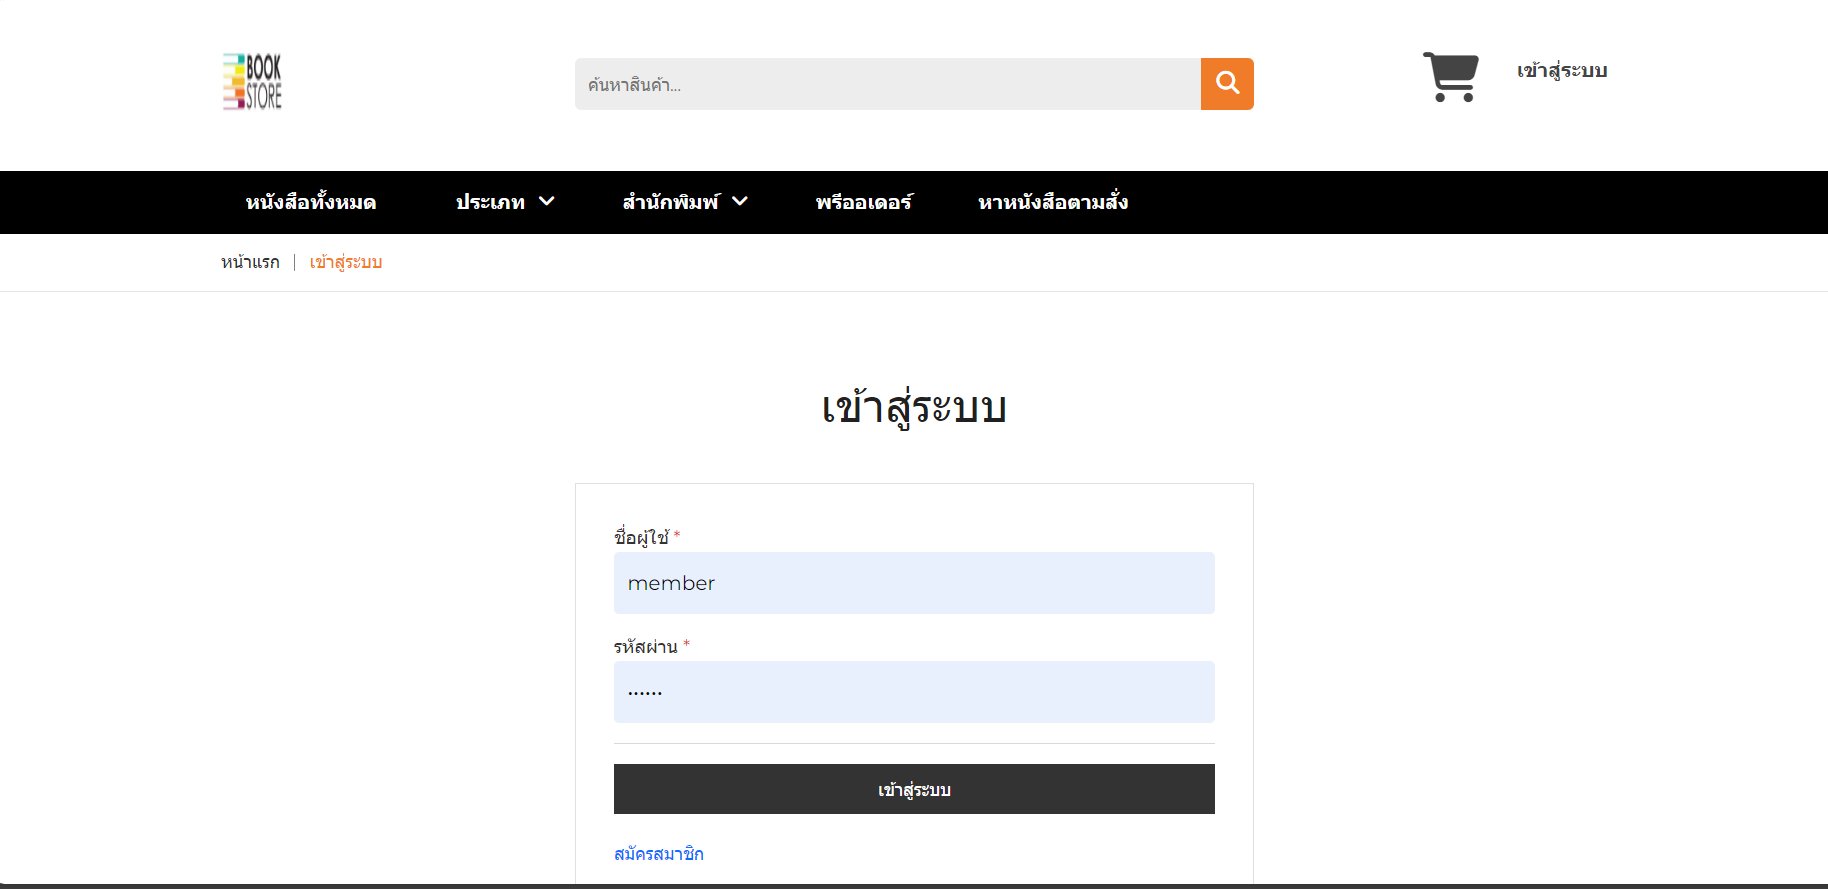 BOOK
STORE
ค้นหาสินค้า...
เข้าสู่ระบบ
หนังสือทั้งหมด ประเภท สำนักพิมพ์ พรีออเดอร์ หาหนังสือตามสั่ง
หน้าแรก เข้าสู่ระบบ
เข้าสู่ระบบ
ชื่อผู้ใช้ *
member
รหัสผ่าน *
••••••
เข้าสู่ระบบ
สมัครสมาชิก